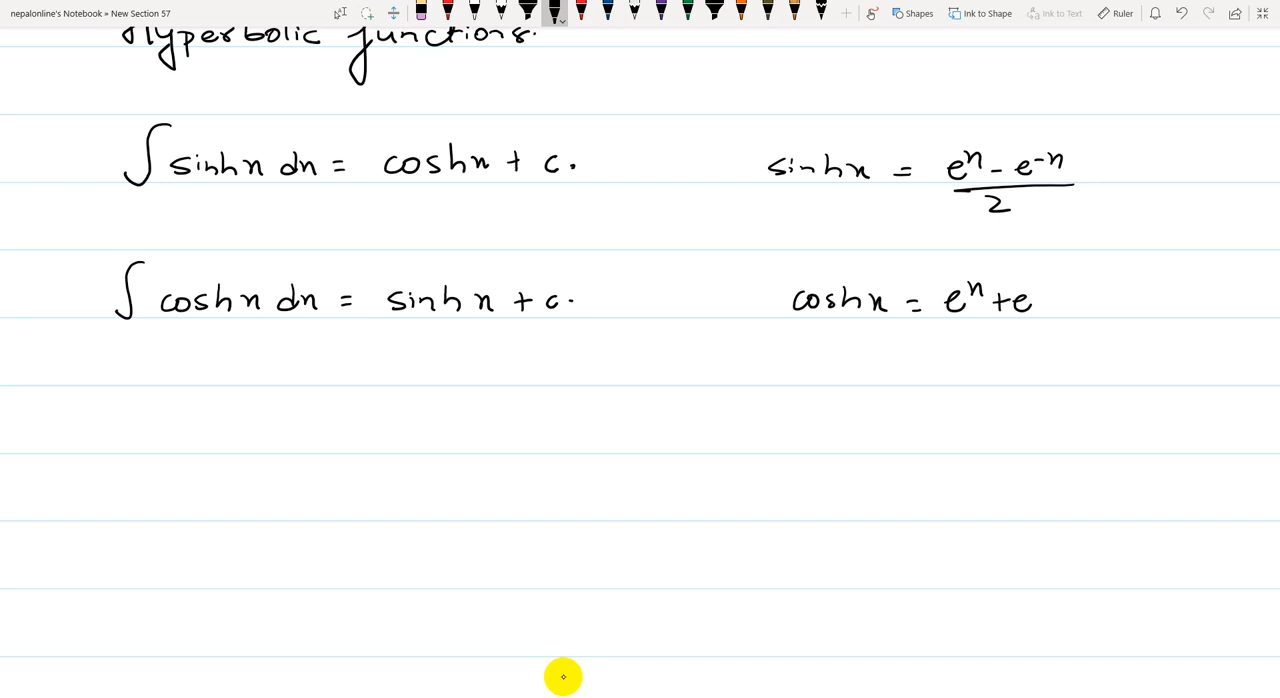 nepalonline's Notebook » New Section 57
Shapes Ink to Shape Ink to Text Ruler
Hyperbolic functions.
∫ sinhx dx = coshx + c. sinhx = (e^x - e^-x)/2
∫ coshx dx = sinhx + c. coshx = e^x + e